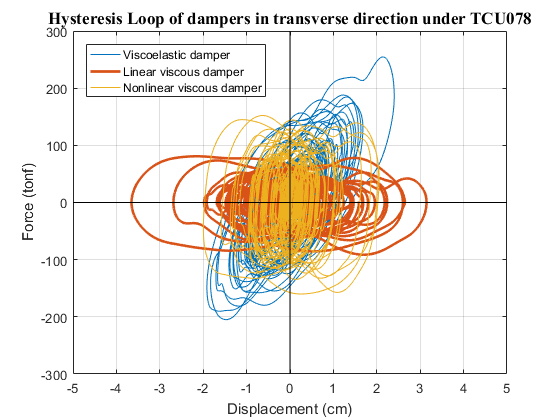 Hysteresis Loop of dampers in transverse direction under TCU078
300
200
100
0
-100
-200
-300
Force (tonf)
Viscoelastic damper
Linear viscous damper
Nonlinear viscous damper
-5 -4 -3 -2 -1 0 1 2 3 4 5
Displacement (cm)